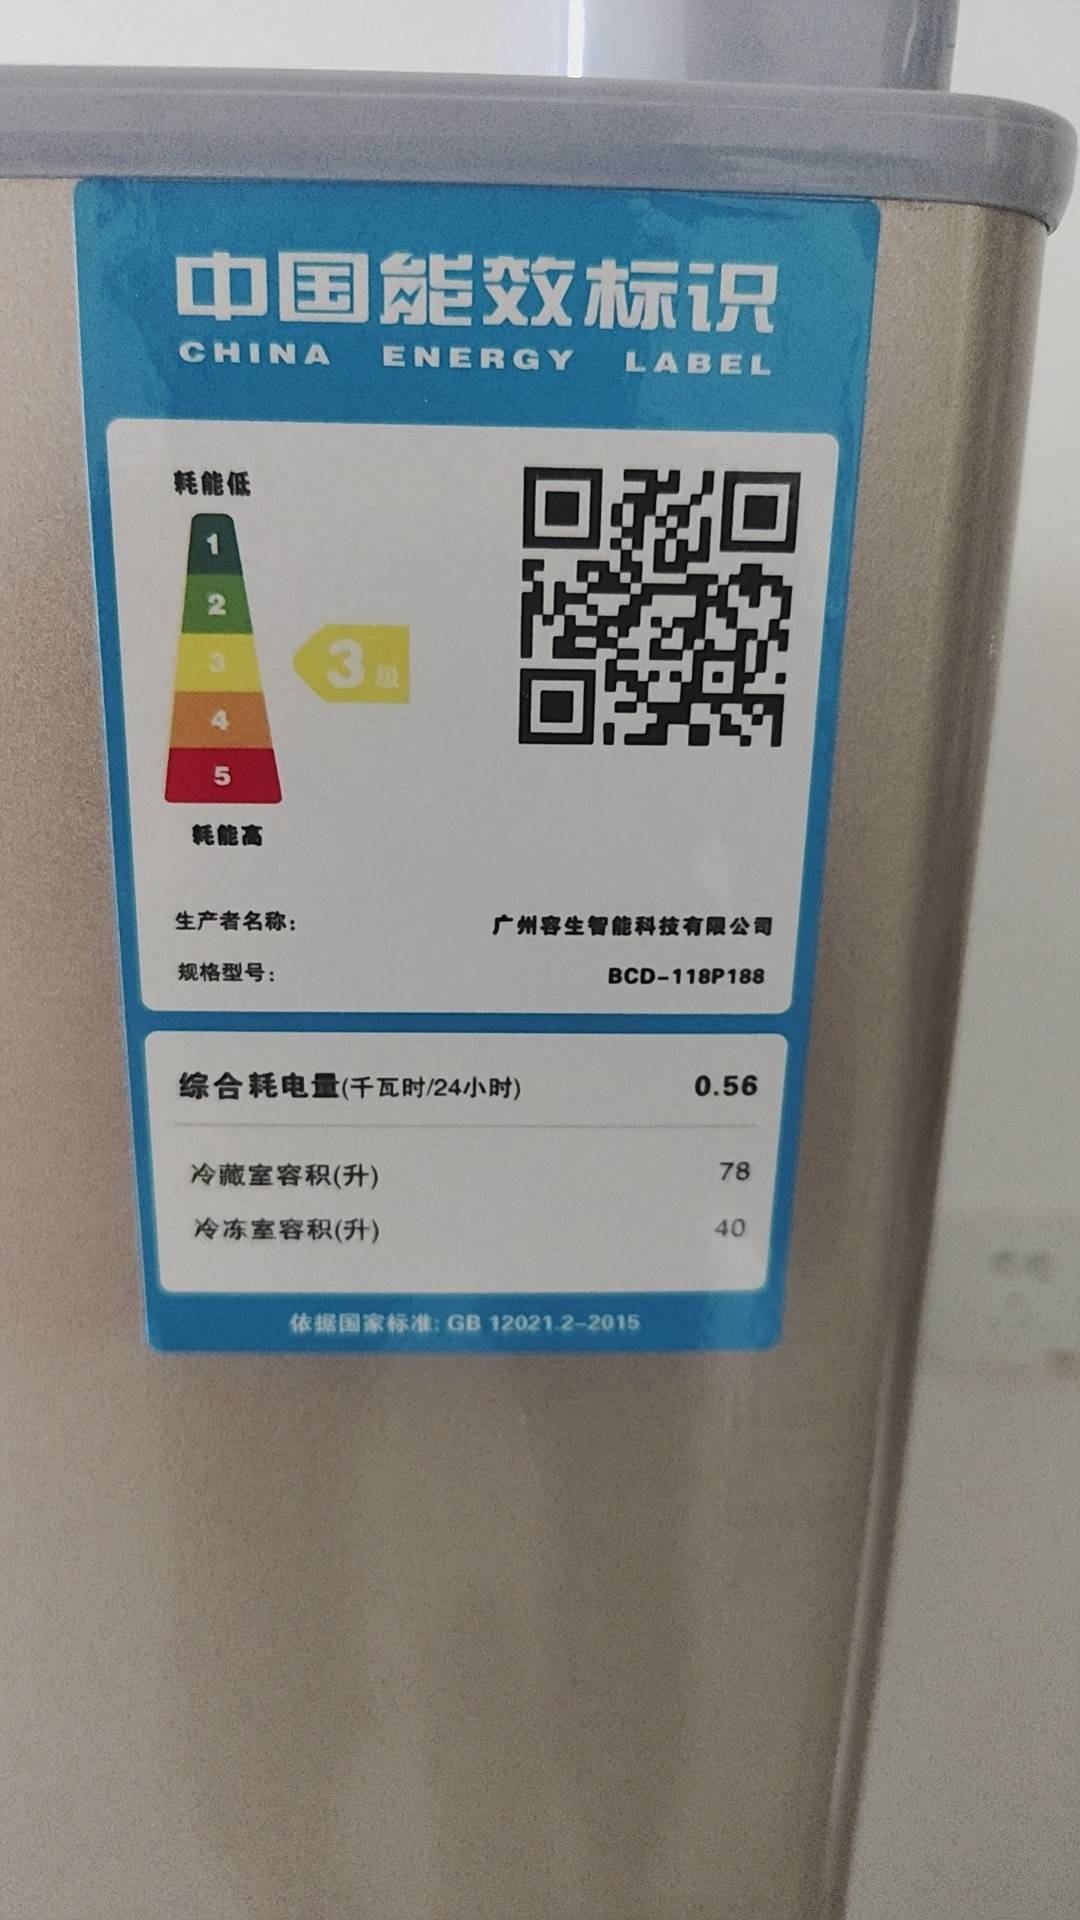 中国能效标识
CHINA ENERGY LABEL
耗能低
1
2
3
3级
4
5
耗能高
生产者名称: 广州容生智能科技有限公司
规格型号: BCD-118P188
综合耗电量(千瓦时/24小时) 0.56
冷藏室容积(升) 78
冷冻室容积(升) 40
依据国家标准: GB 12021.2-2015